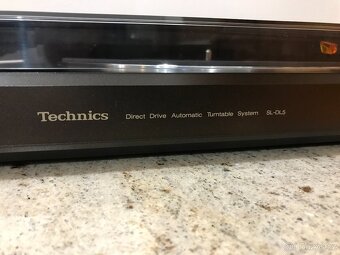 Technics Direct Drive Automatic Turntable System SL-DL5